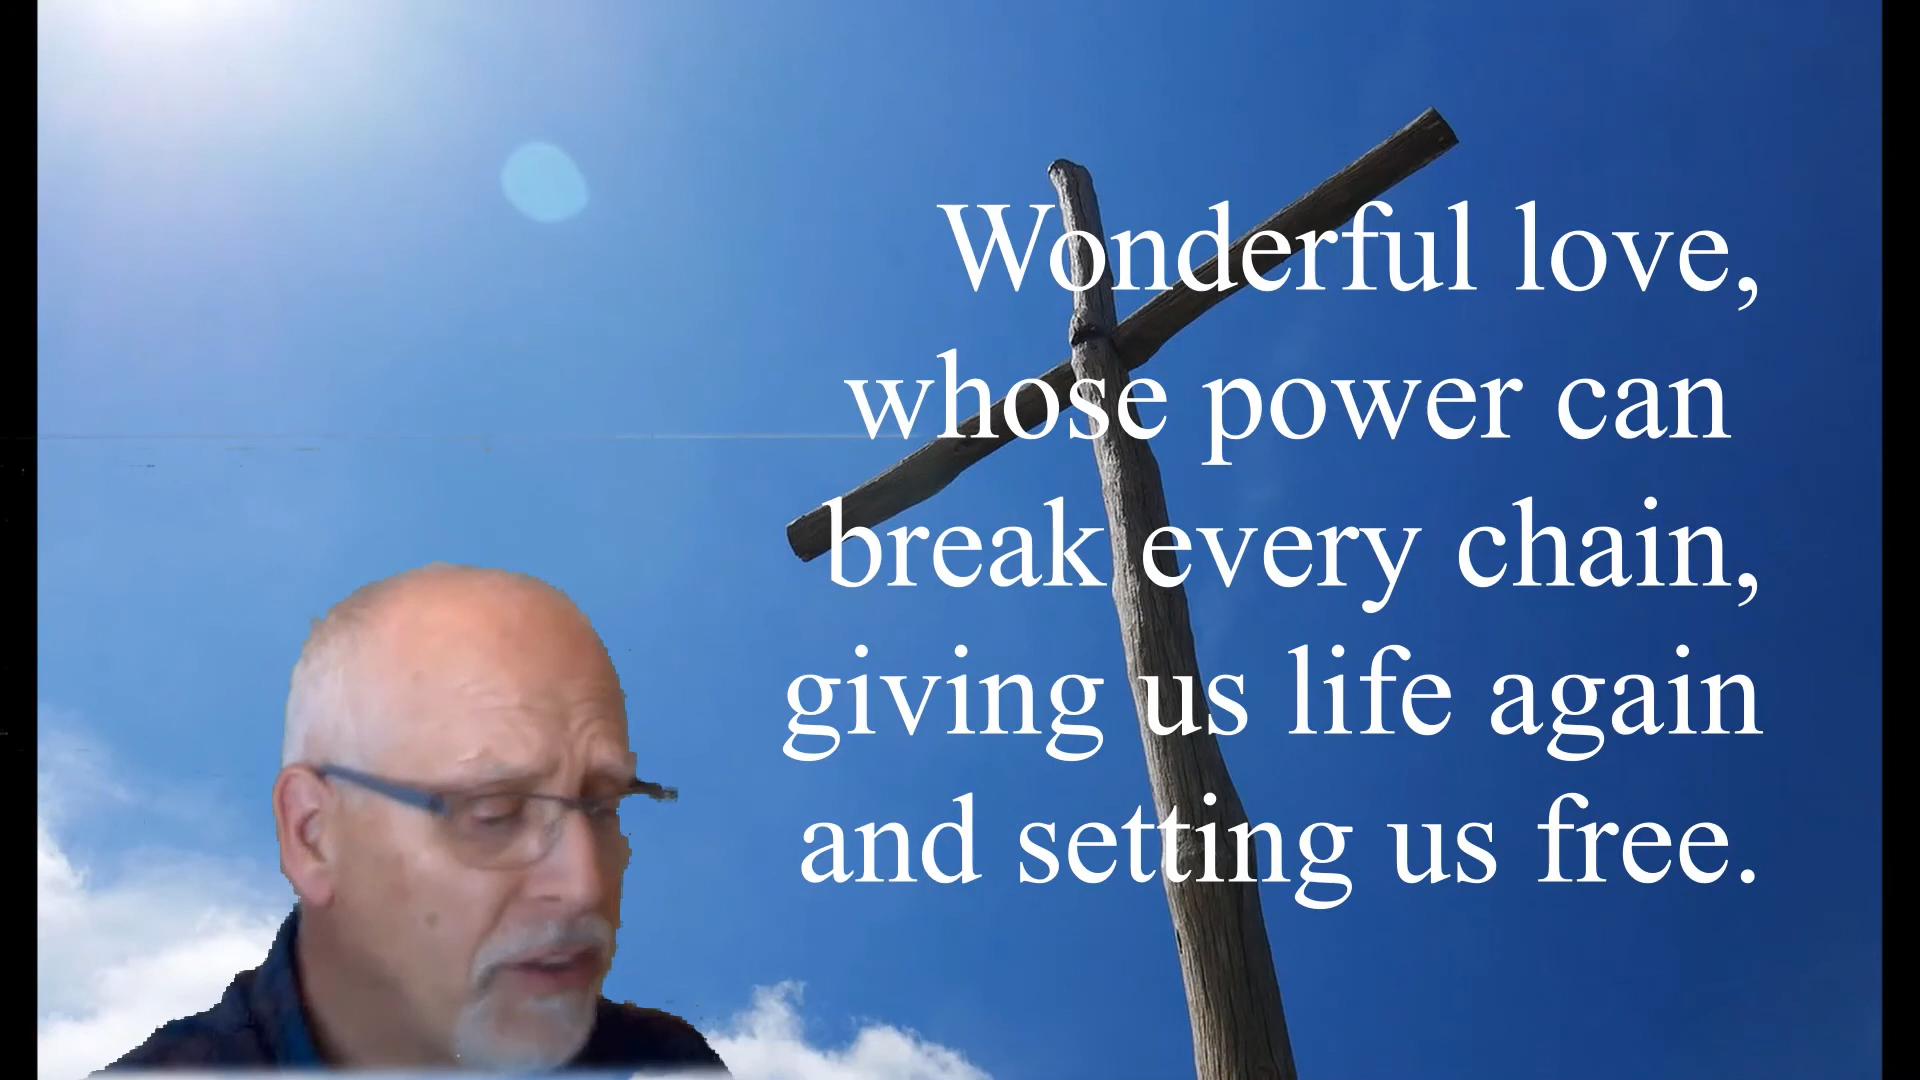 Wonderful love,
whose power can
break every chain,
giving us life again
and setting us free.